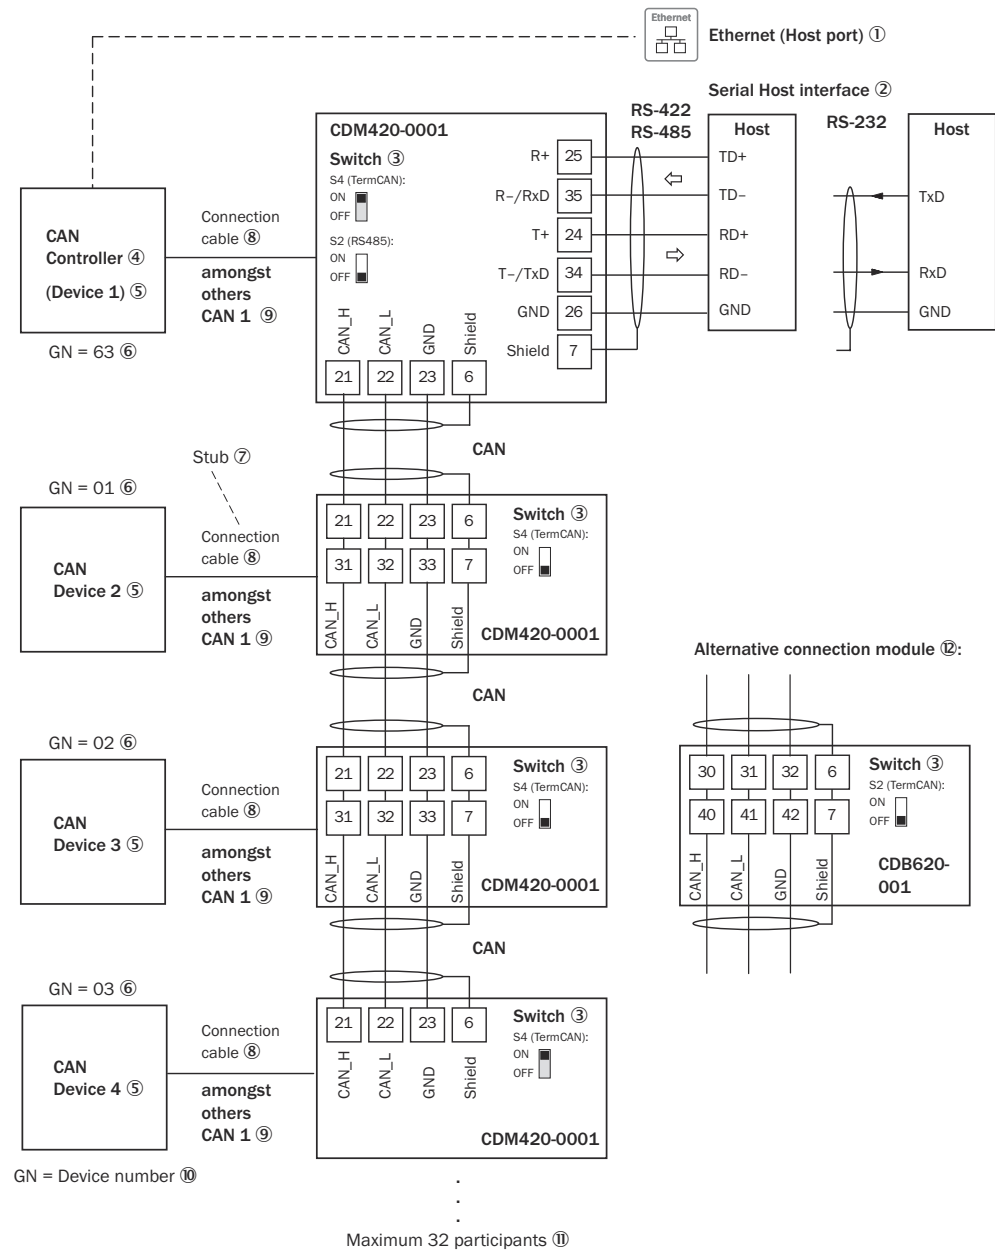 Ethernet
Ethernet (Host port) ①
Serial Host interface ②
RS-422
RS-485
RS-232
CDM420-0001
Switch ③
S4 (TermCAN):
ON
OFF
S2 (RS485):
ON
OFF
R+ 25
R–/RxD 35
T+ 24
T–/TxD 34
GND 26
Shield 7
Host
TD+
TD–
RD+
RD–
GND
Host
TxD
RxD
GND
CAN
Controller ④
(Device 1) ⑤
GN = 63 ⑥
Connection
cable ⑧
amongst
others
CAN 1 ⑨
CAN_H
CAN_L
GND
Shield
21 22 23 6
CAN
Stub ⑦
GN = 01 ⑥
CAN
Device 2 ⑤
Connection
cable ⑧
amongst
others
CAN 1 ⑨
21 22 23 6
31 32 33 7
CAN_H
CAN_L
GND
Shield
Switch ③
S4 (TermCAN):
ON
OFF
CDM420-0001
CAN
GN = 02 ⑥
CAN
Device 3 ⑤
Connection
cable ⑧
amongst
others
CAN 1 ⑨
21 22 23 6
31 32 33 7
CAN_H
CAN_L
GND
Shield
Switch ③
S4 (TermCAN):
ON
OFF
CDM420-0001
Alternative connection module ⑫:
30 31 32 6
40 41 42 7
CAN_H
CAN_L
GND
Shield
Switch ③
S2 (TermCAN):
ON
OFF
CDB620-
001
CAN
GN = 03 ⑥
CAN
Device 4 ⑤
Connection
cable ⑧
amongst
others
CAN 1 ⑨
21 22 23 6
CAN_H
CAN_L
GND
Shield
Switch ③
S4 (TermCAN):
ON
OFF
CDM420-0001
GN = Device number ⑩
.
.
.
Maximum 32 participants ⑪